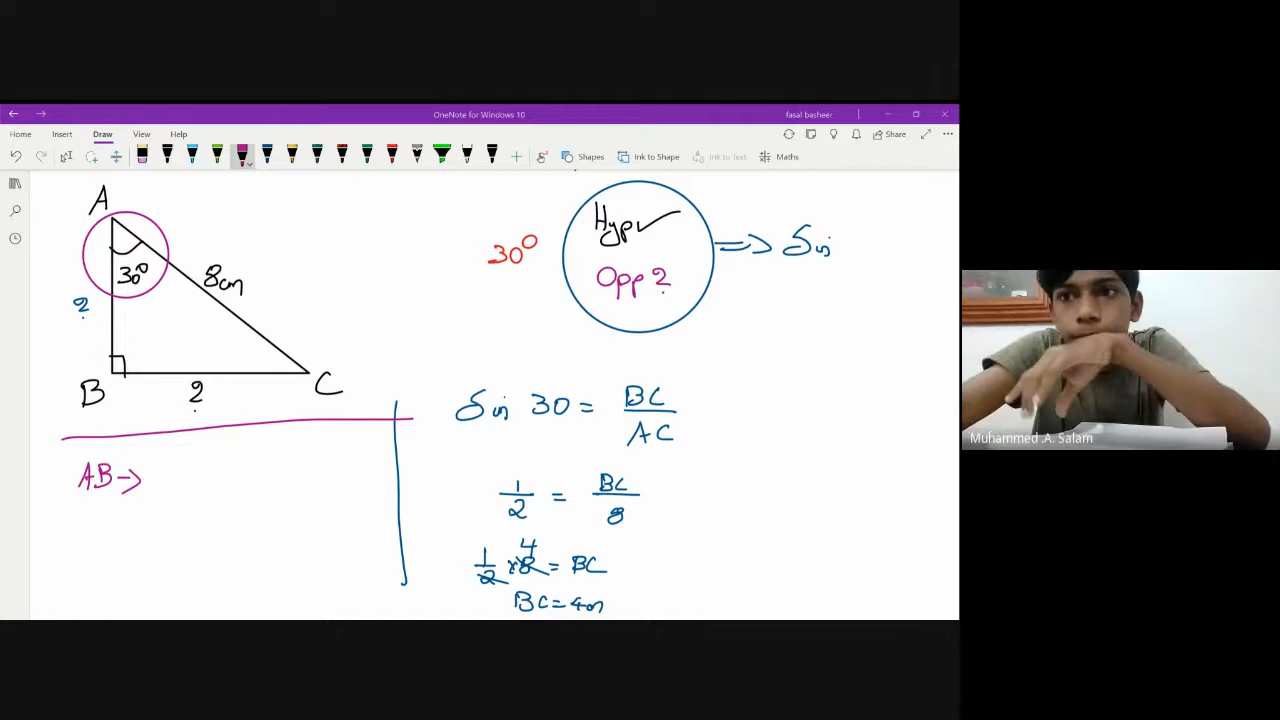 OneNote for Windows 10
fasal basheer
Home Insert Draw View Help
Share
Shapes
Ink to Shape
Ink to Text
Maths
A
30°
8cm
?
B
?
C
30°
Hyp ✓
Opp ?
=> Sin
Sin 30 = BC/AC
1/2 = BC/8
1/2 × 8 = BC
4
BC = 4cm
AB →
Muhammed .A. Salam